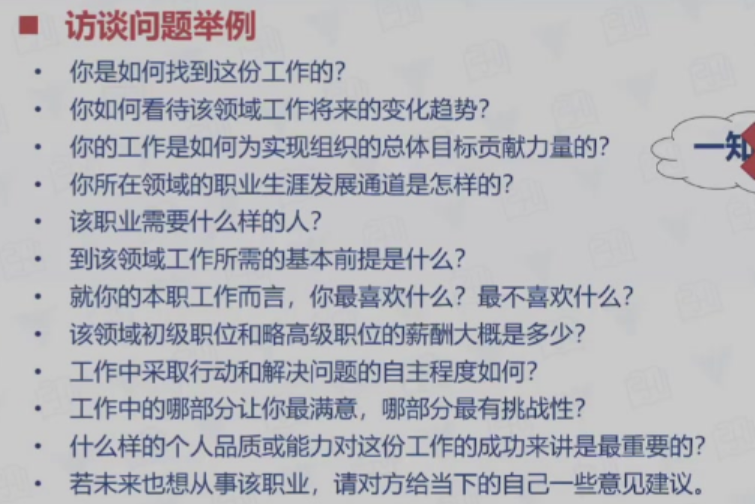 访谈问题举例
你是如何找到这份工作的？
你如何看待该领域工作将来的变化趋势？
你的工作是如何为实现组织的总体目标贡献力量的？
一知
你所在领域的职业生涯发展通道是怎样的？
该职业需要什么样的人？
到该领域工作所需的基本前提是什么？
就你的本职工作而言，你最喜欢什么？最不喜欢什么？
该领域初级职位和略高级职位的薪酬大概是多少？
工作中采取行动和解决问题的自主程度如何？
工作中的哪部分让你最满意，哪部分最有挑战性？
什么样的个人品质或能力对这份工作的成功来讲是最重要的？
若未来也想从事该职业，请对方给当下的自己一些意见建议。